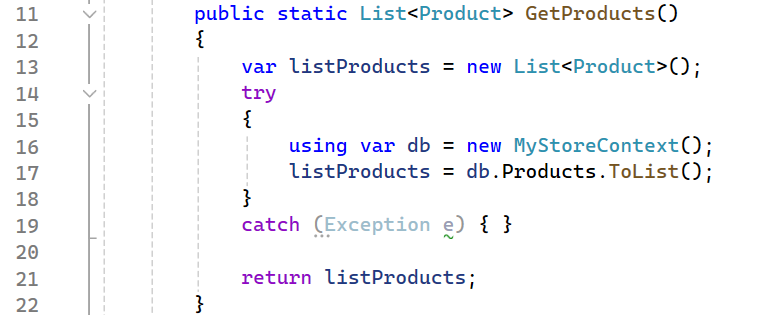 11 public static List<Product> GetProducts()
12 {
13 var listProducts = new List<Product>();
14 try
15 {
16 using var db = new MyStoreContext();
17 listProducts = db.Products.ToList();
18 }
19 catch (Exception e) { }
20
21 return listProducts;
22 }